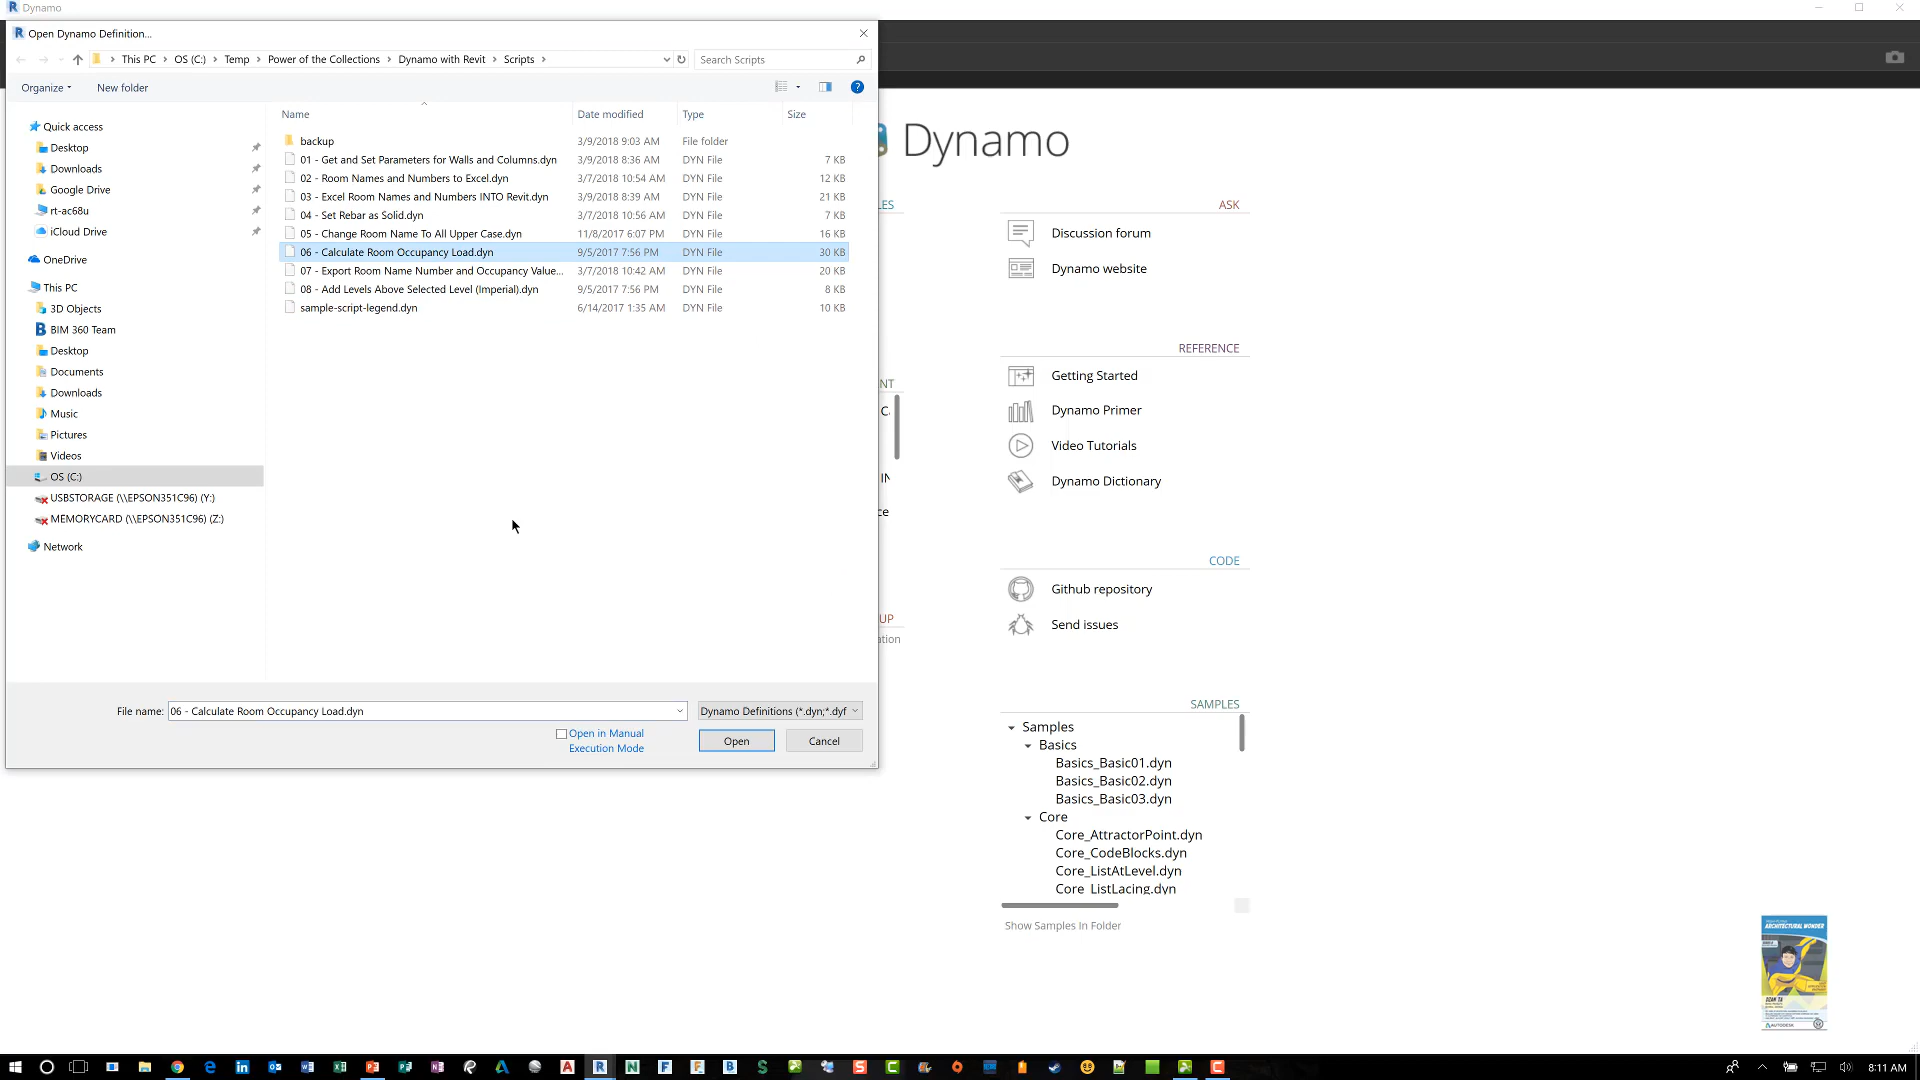 Dynamo
Open Dynamo Definition...
This PC
OS (C:)
Temp
Power of the Collections
Dynamo with Revit
Scripts
Search Scripts
Organize
New folder
Name
Date modified
Type
Size
backup
3/9/2018 9:03 AM
File folder
01 - Get and Set Parameters for Walls and Columns.dyn
3/9/2018 8:36 AM
DYN File
7 KB
02 - Room Names and Numbers to Excel.dyn
3/7/2018 10:54 AM
DYN File
12 KB
03 - Excel Room Names and Numbers INTO Revit.dyn
3/9/2018 8:39 AM
DYN File
21 KB
04 - Set Rebar as Solid.dyn
3/7/2018 10:56 AM
DYN File
7 KB
05 - Change Room Name To All Upper Case.dyn
11/8/2017 6:07 PM
DYN File
16 KB
06 - Calculate Room Occupancy Load.dyn
9/5/2017 7:56 PM
DYN File
30 KB
07 - Export Room Name Number and Occupancy Value...
3/7/2018 10:42 AM
DYN File
20 KB
08 - Add Levels Above Selected Level (Imperial).dyn
9/5/2017 7:56 PM
DYN File
8 KB
sample-script-legend.dyn
6/14/2017 1:35 AM
DYN File
10 KB
Quick access
Desktop
Downloads
Google Drive
rt-ac68u
iCloud Drive
OneDrive
This PC
3D Objects
BIM 360 Team
Desktop
Documents
Downloads
Music
Pictures
Videos
OS (C:)
USBSTORAGE (\\EPSON351C96) (Y:)
MEMORYCARD (\\EPSON351C96) (Z:)
Network
File name:
06 - Calculate Room Occupancy Load.dyn
Dynamo Definitions (*.dyn;*.dyf
Open in Manual
Execution Mode
Open
Cancel
Dynamo
LES
NT
UP
ation
ce
ASK
Discussion forum
Dynamo website
REFERENCE
Getting Started
Dynamo Primer
Video Tutorials
Dynamo Dictionary
CODE
Github repository
Send issues
SAMPLES
Samples
Basics
Basics_Basic01.dyn
Basics_Basic02.dyn
Basics_Basic03.dyn
Core
Core_AttractorPoint.dyn
Core_CodeBlocks.dyn
Core_ListAtLevel.dyn
Core_ListLacing.dyn
Show Samples In Folder
ARCHITECTURAL WONDER
AUTODESK
8:11 AM